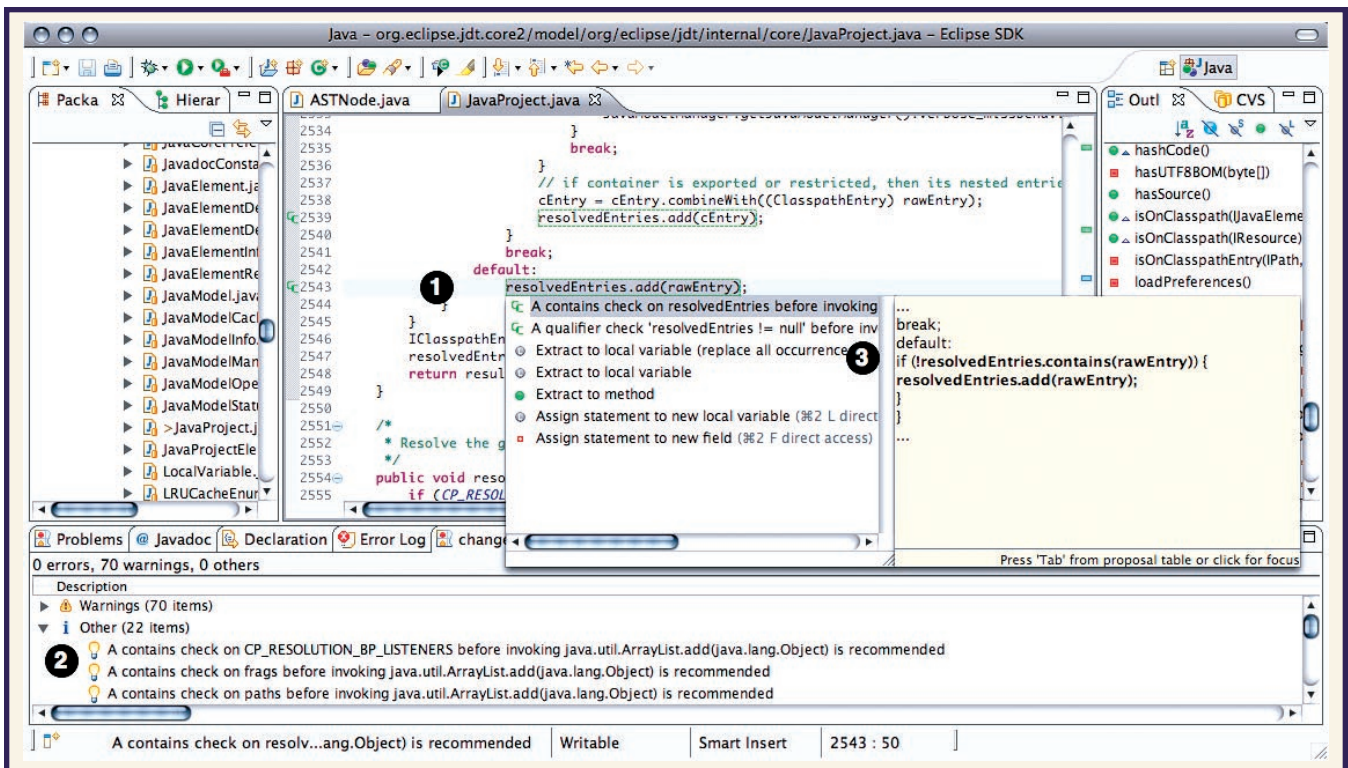 Java – org.eclipse.jdt.core2/model/org/eclipse/jdt/internal/core/JavaProject.java – Eclipse SDK
Java
Packa
Hierar
ASTNode.java
JavaProject.java
Outl
CVS
JavadocConsta
JavaElement.ja
JavaElementDe
JavaElementDe
JavaElementInf
JavaElementRe
JavaModel.java
JavaModelCacl
JavaModelInfo.
JavaModelMan
JavaModelOpe
JavaModelStatu
>JavaProject.j
JavaProjectEle
LocalVariable.
LRUCacheEnur
2534 }
2535 break;
2536 }
2537 // if container is exported or restricted, then its nested entrie
2538 cEntry = cEntry.combineWith((ClasspathEntry) rawEntry);
2539 resolvedEntries.add(cEntry);
2540 }
2541 break;
2542 default:
2543 resolvedEntries.add(rawEntry);
2544 }
2545 }
2546 IClasspathEn
2547 resolvedEntr
2548 return resul
2549 }
2550
2551 /*
2552 * Resolve the g
2553 */
2554 public void reso
2555 if (CP_RESOL
1
hashCode()
hasUTF8BOM(byte[])
hasSource()
isOnClasspath(IJavaEleme
isOnClasspath(IResource)
isOnClasspathEntry(IPath,
loadPreferences()
A contains check on resolvedEntries before invoking
A qualifier check 'resolvedEntries != null' before inv
Extract to local variable (replace all occurrence
Extract to local variable
Extract to method
Assign statement to new local variable (⌘2 L direct
Assign statement to new field (⌘2 F direct access)
3
...
break;
default:
if (!resolvedEntries.contains(rawEntry)) {
resolvedEntries.add(rawEntry);
}
}
...
Press 'Tab' from proposal table or click for focus
Problems
@ Javadoc
Declaration
Error Log
change
0 errors, 70 warnings, 0 others
Description
Warnings (70 items)
i Other (22 items)
2
A contains check on CP_RESOLUTION_BP_LISTENERS before invoking java.util.ArrayList.add(java.lang.Object) is recommended
A contains check on frags before invoking java.util.ArrayList.add(java.lang.Object) is recommended
A contains check on paths before invoking java.util.ArrayList.add(java.lang.Object) is recommended
A contains check on resolv...ang.Object) is recommended
Writable
Smart Insert
2543 : 50